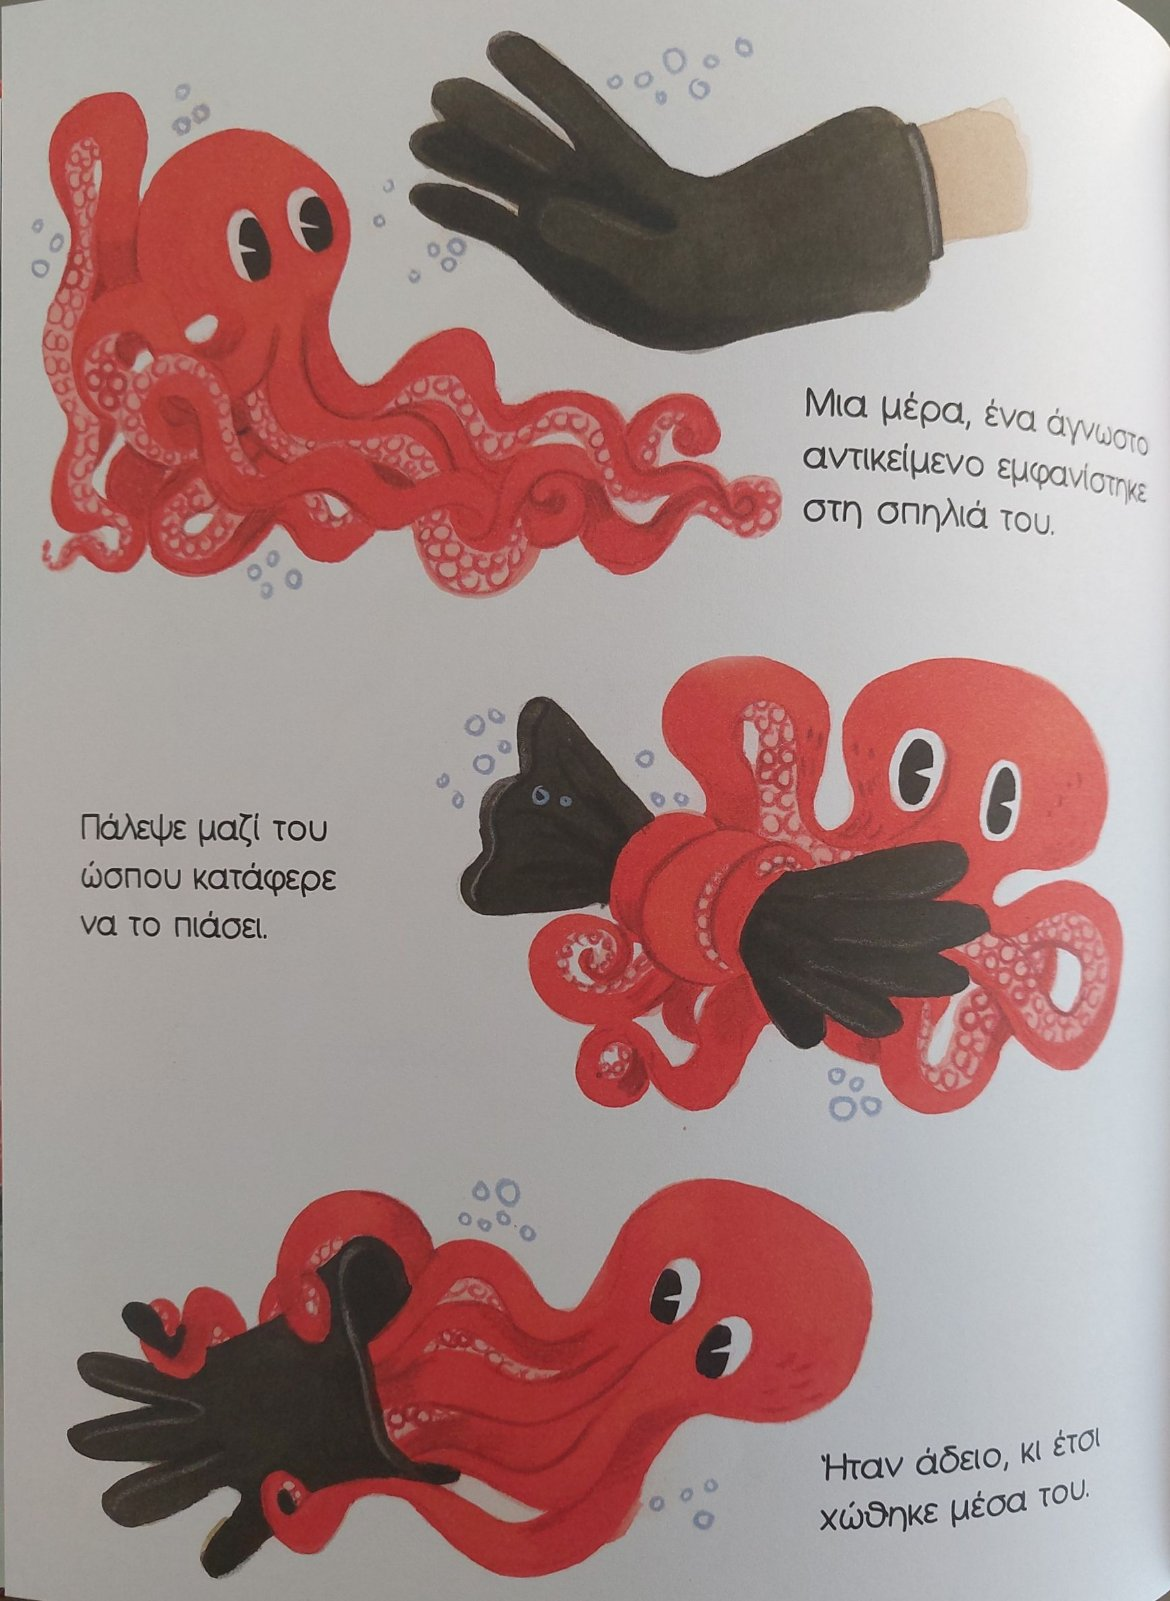 Μια μέρα, ένα άγνωστο
αντικείμενο εμφανίστηκε
στη σπηλιά του.
Πάλεψε μαζί του
ώσπου κατάφερε
να το πιάσει.
Ήταν άδειο, κι έτσι
χώθηκε μέσα του.